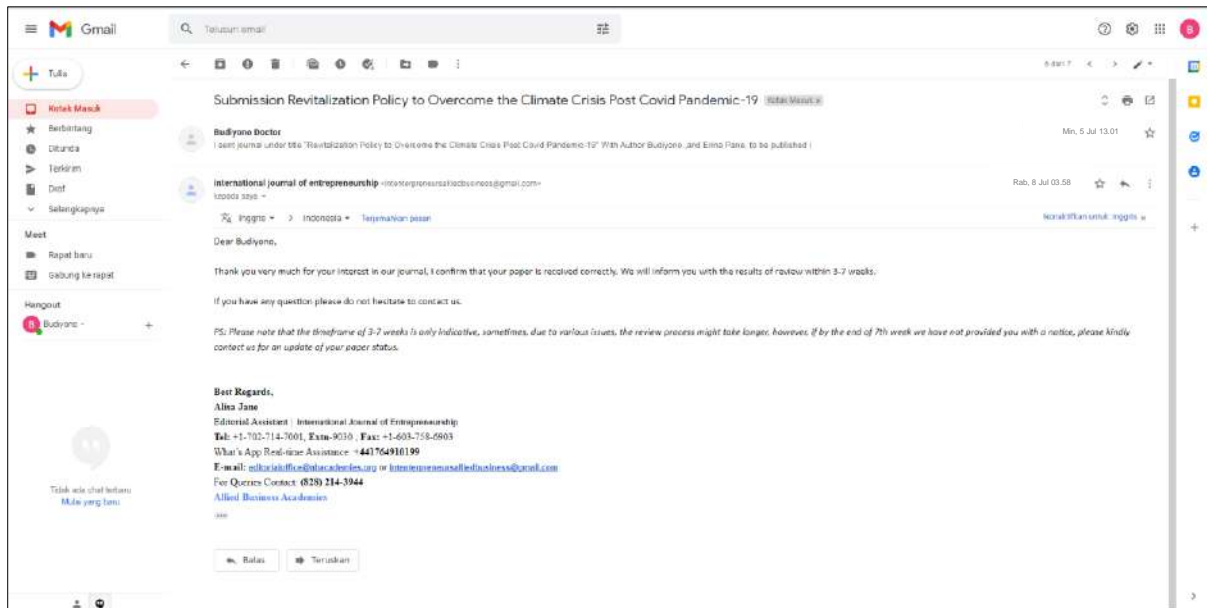 Gmail
Telusuri email
B
Tulis
6 dari 7
Kotak Masuk
Berbintang
Ditunda
Terkirim
Draf
Selengkapnya
Meet
Rapat baru
Gabung ke rapat
Hangout
B Budiyono -
Tidak ada chat terbaru
Mulai yang baru
Submission Revitalization Policy to Overcome the Climate Crisis Post Covid Pandemic-19 Kotak Masuk x
Budiyono Doctor
Min, 5 Jul 13.01
I sent journal under title "Revitalization Policy to Overcome the Climate Crisis Post Covid Pandemic-19" With Author Budiyono ,and Erina Pane, to be published i
international journal of entrepreneurship
Rab, 8 Jul 03.58
kepada saya
Inggris > Indonesia Terjemahkan pesan
Nonaktifkan untuk: Inggris x
Dear Budiyono,
Thank you very much for your interest in our journal, I confirm that your paper is received correctly. We will inform you with the results of review within 3-7 weeks.
If you have any question please do not hesitate to contact us.
PS: Please note that the timeframe of 3-7 weeks is only indicative, sometimes, due to various issues, the review process might take longer, however, if by the end of 7th week we have not provided you with a notice, please kindly
contact us for an update of your paper status.
Best Regards,
Alisa Jane
Editorial Assistant | International Journal of Entrepreneurship
Tel: +1-702-714-7001, Extn-9030 , Fax: +1-603-758-6903
What's App Real-time Assistance +441764910199
E-mail: or
For Queries Contact: (828) 214-3944
Allied Business Academies
Balas
Teruskan